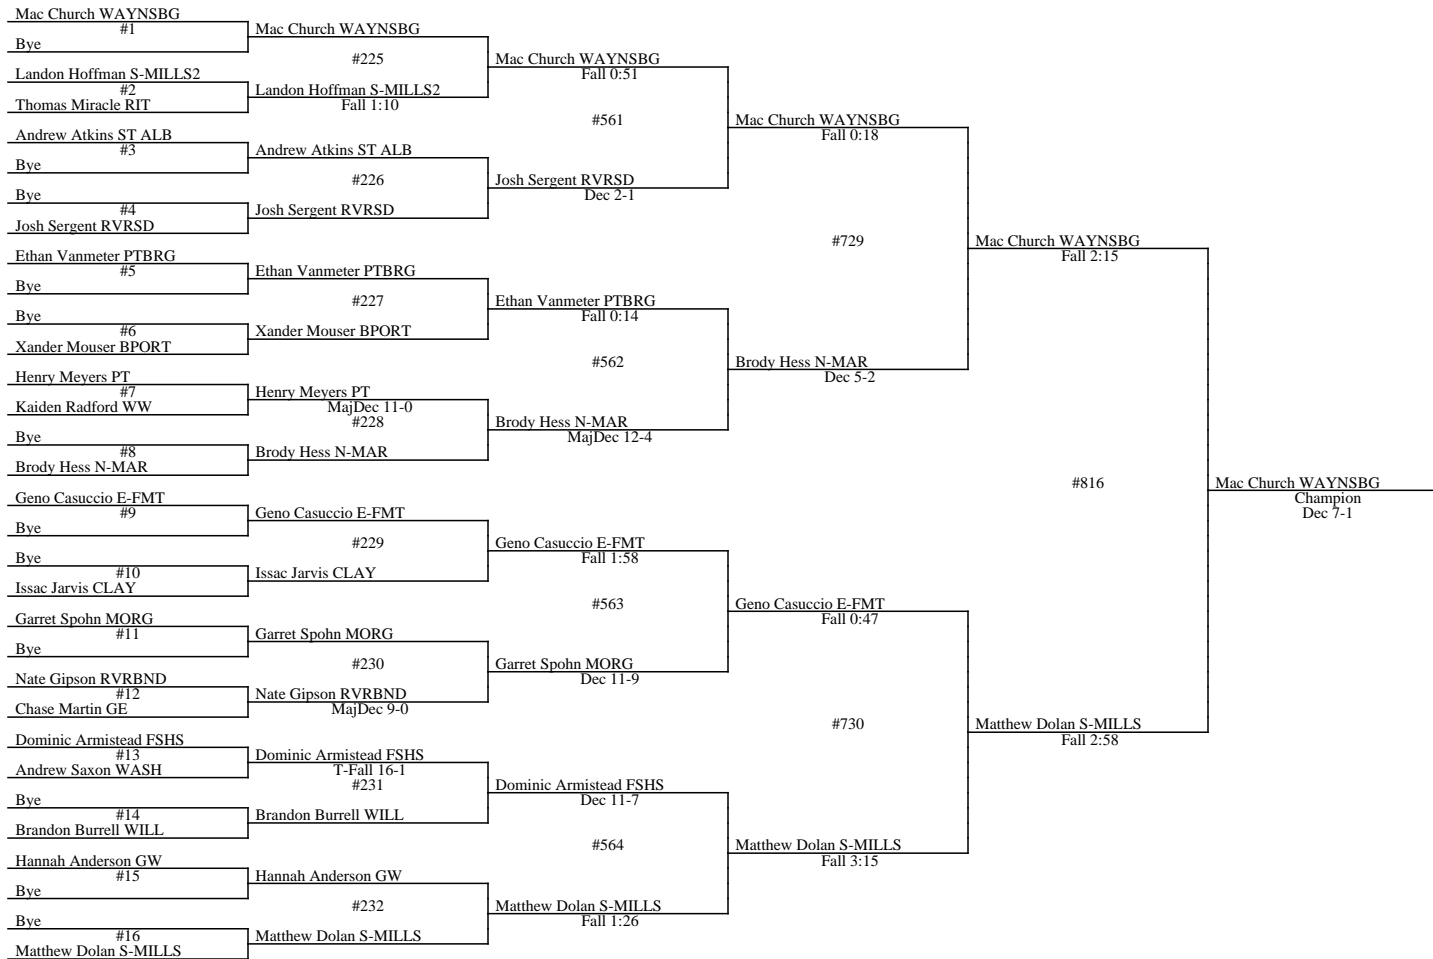 Mac Church WAYNSBG
#1
Bye
Landon Hoffman S-MILLS2
#2
Thomas Miracle RIT
Andrew Atkins ST ALB
#3
Bye
Bye
#4
Josh Sergent RVRSD
Ethan Vanmeter PTBRG
#5
Bye
Bye
#6
Xander Mouser BPORT
Henry Meyers PT
#7
Kaiden Radford WW
Bye
#8
Brody Hess N-MAR
Geno Casuccio E-FMT
#9
Bye
Bye
#10
Issac Jarvis CLAY
Garret Spohn MORG
#11
Bye
Nate Gipson RVRBND
#12
Chase Martin GE
Dominic Armistead FSHS
#13
Andrew Saxon WASH
Bye
#14
Brandon Burrell WILL
Hannah Anderson GW
#15
Bye
Bye
#16
Matthew Dolan S-MILLS
Mac Church WAYNSBG
#225
Landon Hoffman S-MILLS2
Fall 1:10
Andrew Atkins ST ALB
#226
Josh Sergent RVRSD
Ethan Vanmeter PTBRG
#227
Xander Mouser BPORT
Henry Meyers PT
MajDec 11-0
#228
Brody Hess N-MAR
Geno Casuccio E-FMT
#229
Issac Jarvis CLAY
Garret Spohn MORG
#230
Nate Gipson RVRBND
MajDec 9-0
Dominic Armistead FSHS
T-Fall 16-1
#231
Brandon Burrell WILL
Hannah Anderson GW
#232
Matthew Dolan S-MILLS
Mac Church WAYNSBG
Fall 0:51
#561
Josh Sergent RVRSD
Dec 2-1
Ethan Vanmeter PTBRG
Fall 0:14
#562
Brody Hess N-MAR
MajDec 12-4
Geno Casuccio E-FMT
Fall 1:58
#563
Garret Spohn MORG
Dec 11-9
Dominic Armistead FSHS
Dec 11-7
#564
Matthew Dolan S-MILLS
Fall 1:26
Mac Church WAYNSBG
Fall 0:18
#729
Brody Hess N-MAR
Dec 5-2
Geno Casuccio E-FMT
Fall 0:47
#730
Matthew Dolan S-MILLS
Fall 3:15
Mac Church WAYNSBG
Fall 2:15
#816
Matthew Dolan S-MILLS
Fall 2:58
Mac Church WAYNSBG
Champion
Dec 7-1